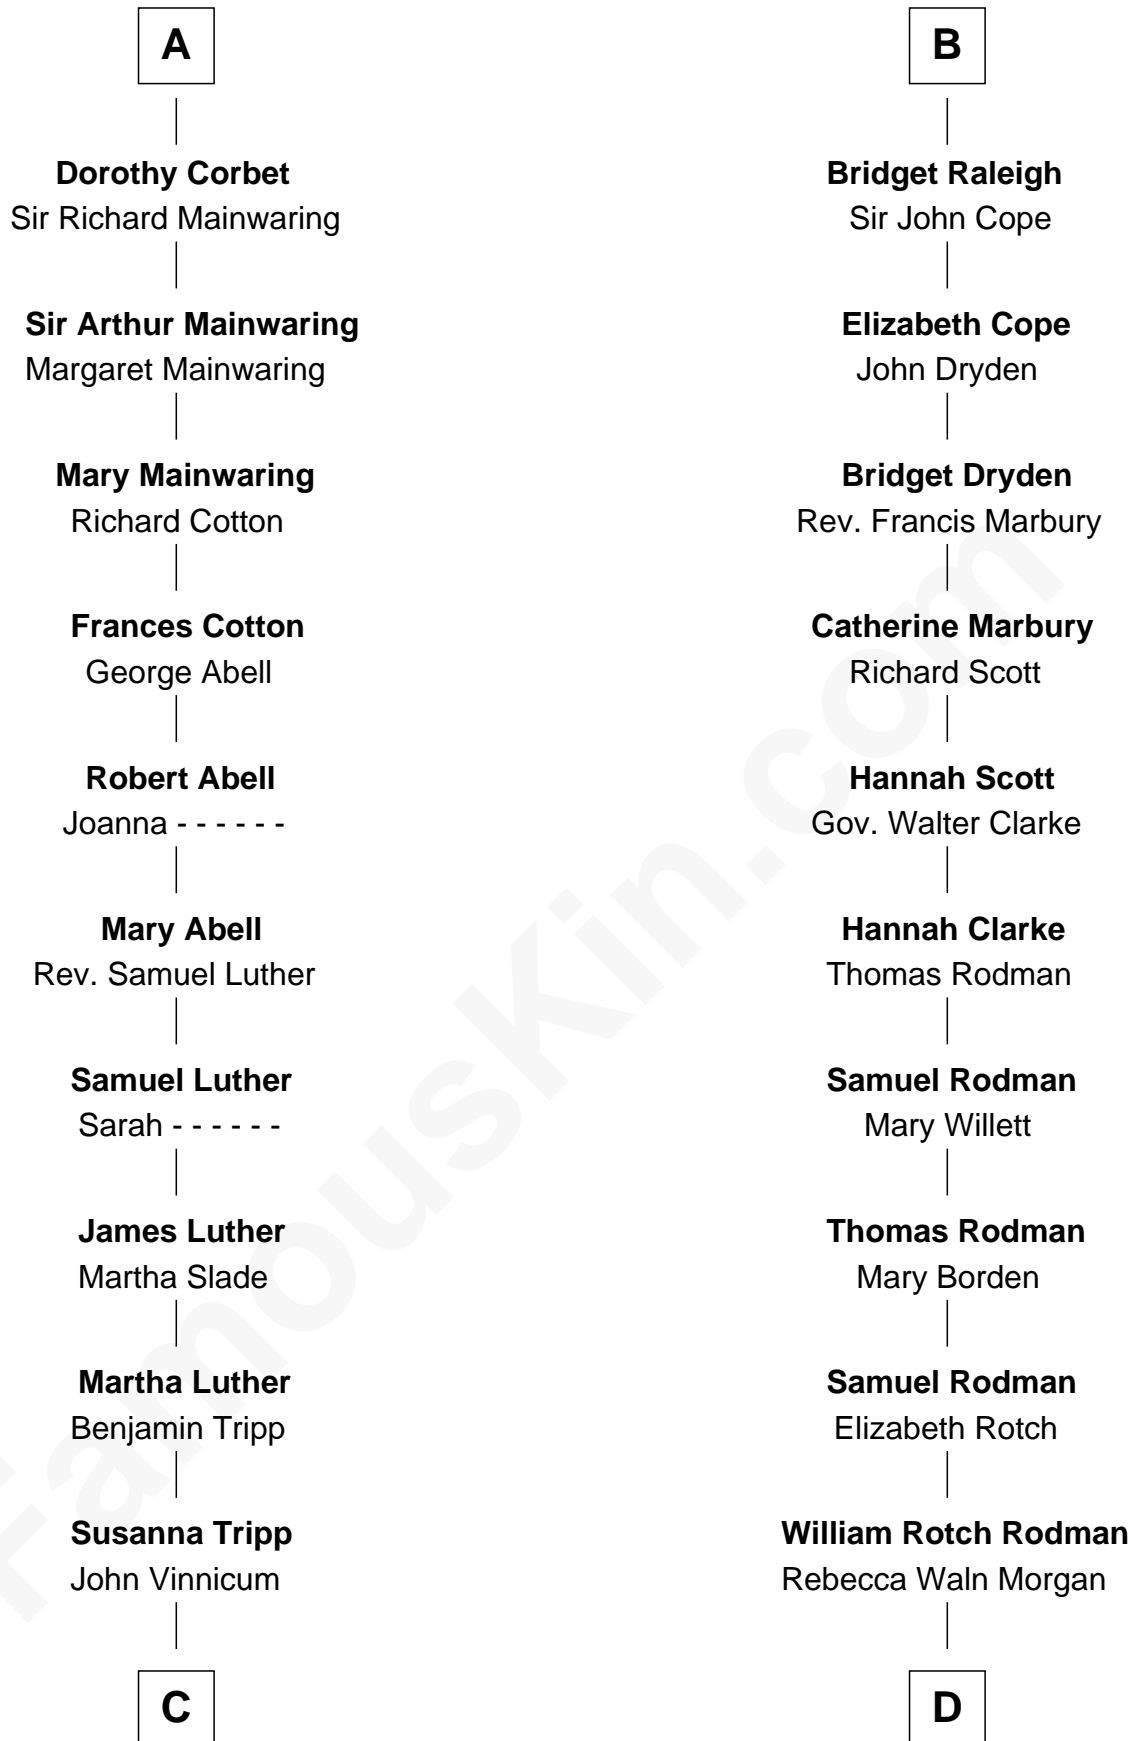 A
Dorothy Corbet
Sir Richard Mainwaring
Sir Arthur Mainwaring
Margaret Mainwaring
Mary Mainwaring
Richard Cotton
Frances Cotton
George Abell
Robert Abell
Joanna - - - - - -
Mary Abell
Rev. Samuel Luther
Samuel Luther
Sarah - - - - - -
James Luther
Martha Slade
Martha Luther
Benjamin Tripp
Susanna Tripp
John Vinnicum
C
B
Bridget Raleigh
Sir John Cope
Elizabeth Cope
John Dryden
Bridget Dryden
Rev. Francis Marbury
Catherine Marbury
Richard Scott
Hannah Scott
Gov. Walter Clarke
Hannah Clarke
Thomas Rodman
Samuel Rodman
Mary Willett
Thomas Rodman
Mary Borden
Samuel Rodman
Elizabeth Rotch
William Rotch Rodman
Rebecca Waln Morgan
D
FamousKin.com